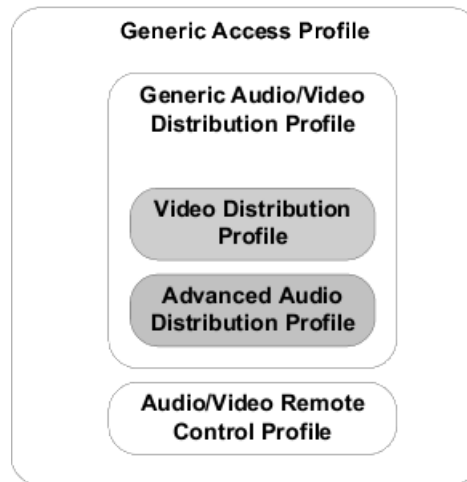 Generic Access Profile
Generic Audio/Video
Distribution Profile
Video Distribution
Profile
Advanced Audio
Distribution Profile
Audio/Video Remote
Control Profile